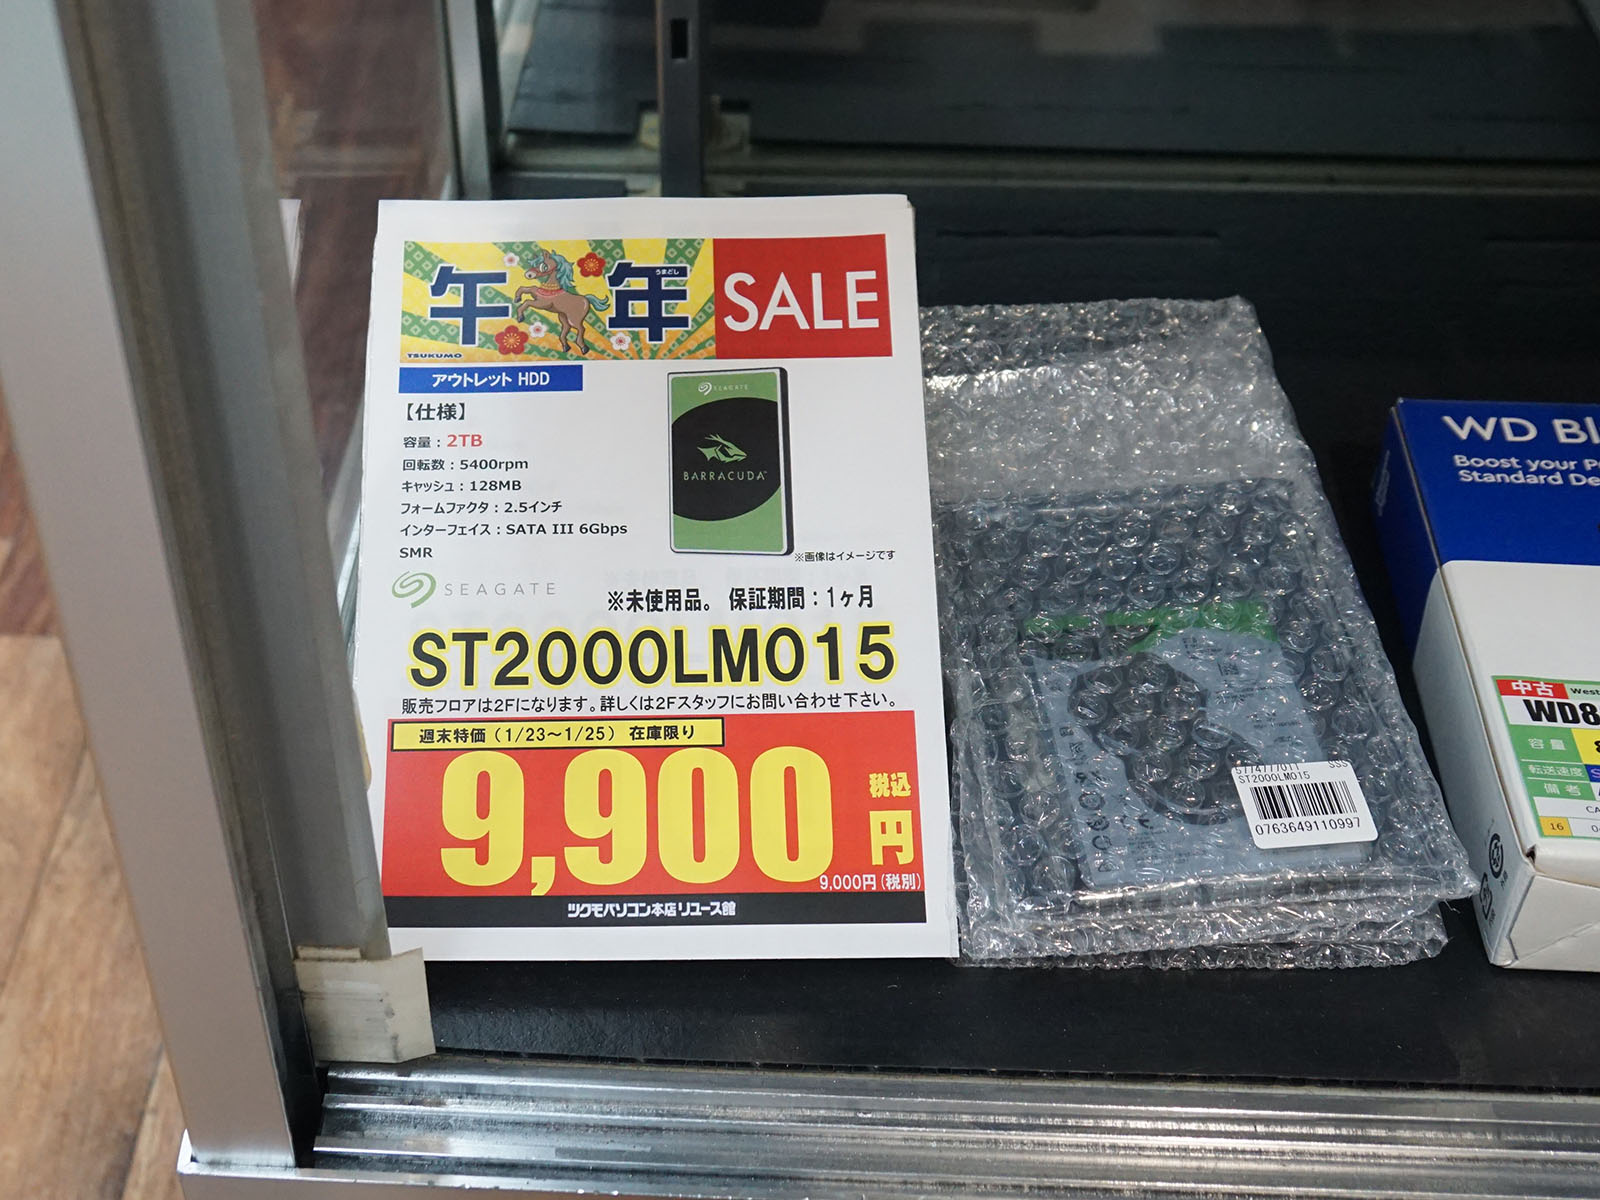 午年
うまどし
SALE
TSUKUMO
アウトレット HDD
【仕様】
容量：2TB
回転数：5400rpm
キャッシュ：128MB
フォームファクタ：2.5インチ
インターフェイス：SATA III 6Gbps
SMR
SEAGATE
BARRACUDA
※画像はイメージです
SEAGATE
※未使用品。 保証期間：1ヶ月
ST2000LM015
販売フロアは2Fになります。詳しくは2Fスタッフにお問い合わせ下さい。
週末特価（1/23～1/25） 在庫限り
9,900
税込
円
9,000円（税別）
ツクモパソコン本店リユース館
5774777011 SSS
ST2000LM015
0763649110997
WD Bl
Boost your P
Standard De
中古 West
WD8
容量
転送速度 S
備考
CA
16